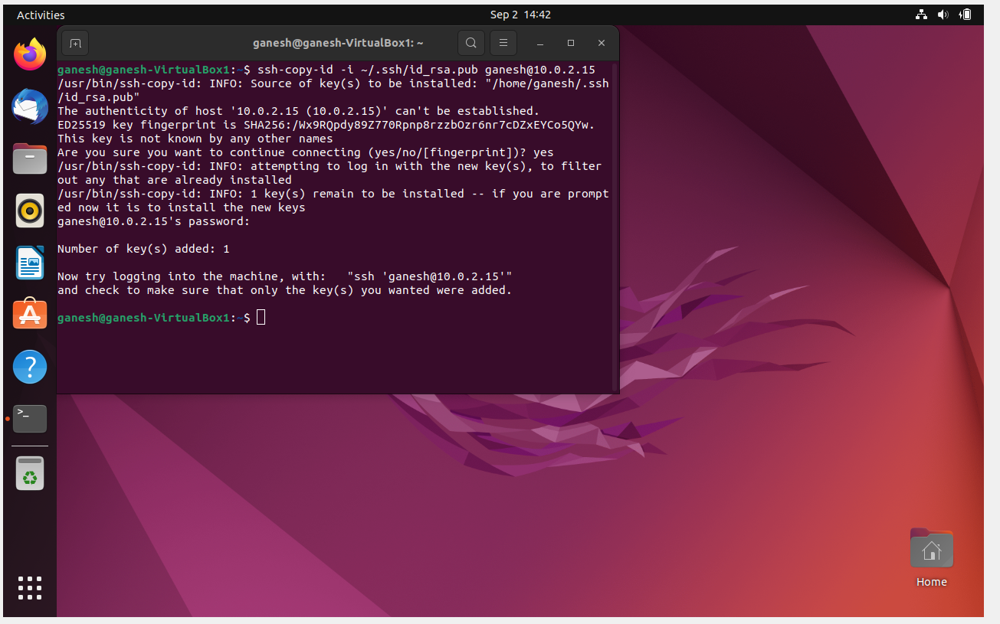 Activities
Sep 2 14:42
ganesh@ganesh-VirtualBox1: ~
ganesh@ganesh-VirtualBox1:~$ ssh-copy-id -i ~/.ssh/id_rsa.pub ganesh@10.0.2.15
/usr/bin/ssh-copy-id: INFO: Source of key(s) to be installed: "/home/ganesh/.ssh
/id_rsa.pub"
The authenticity of host '10.0.2.15 (10.0.2.15)' can't be established.
ED25519 key fingerprint is SHA256:/Wx9RQpdy89Z770Rpnp8rzzbOzr6nr7cDZxEYCo5QYw.
This key is not known by any other names
Are you sure you want to continue connecting (yes/no/[fingerprint])? yes
/usr/bin/ssh-copy-id: INFO: attempting to log in with the new key(s), to filter
out any that are already installed
/usr/bin/ssh-copy-id: INFO: 1 key(s) remain to be installed -- if you are prompt
ed now it is to install the new keys
ganesh@10.0.2.15's password:
Number of key(s) added: 1
Now try logging into the machine, with:   "ssh 'ganesh@10.0.2.15'"
and check to make sure that only the key(s) you wanted were added.
ganesh@ganesh-VirtualBox1:~$
Home